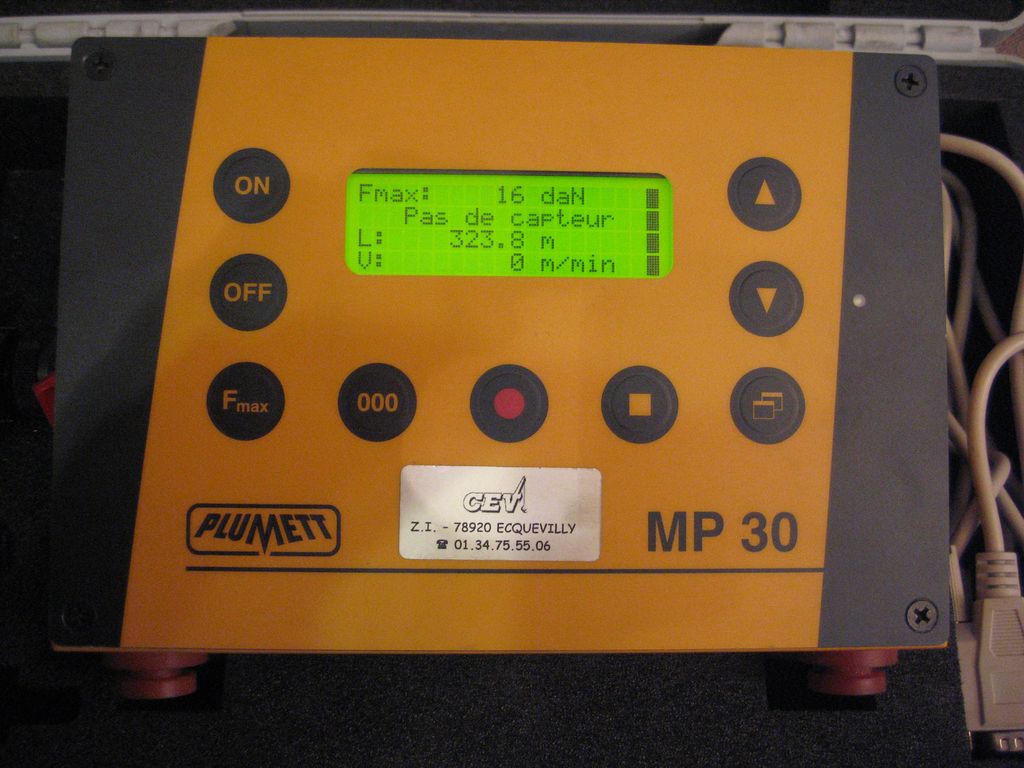 ON
Fmax: 16 daN
Pas de capteur
L: 323.8 m
V: 0 m/min
OFF
Fmax
000
CEV
Z.I. - 78920 ECQUEVILLY
☎ 01.34.75.55.06
PLUMETT
MP 30